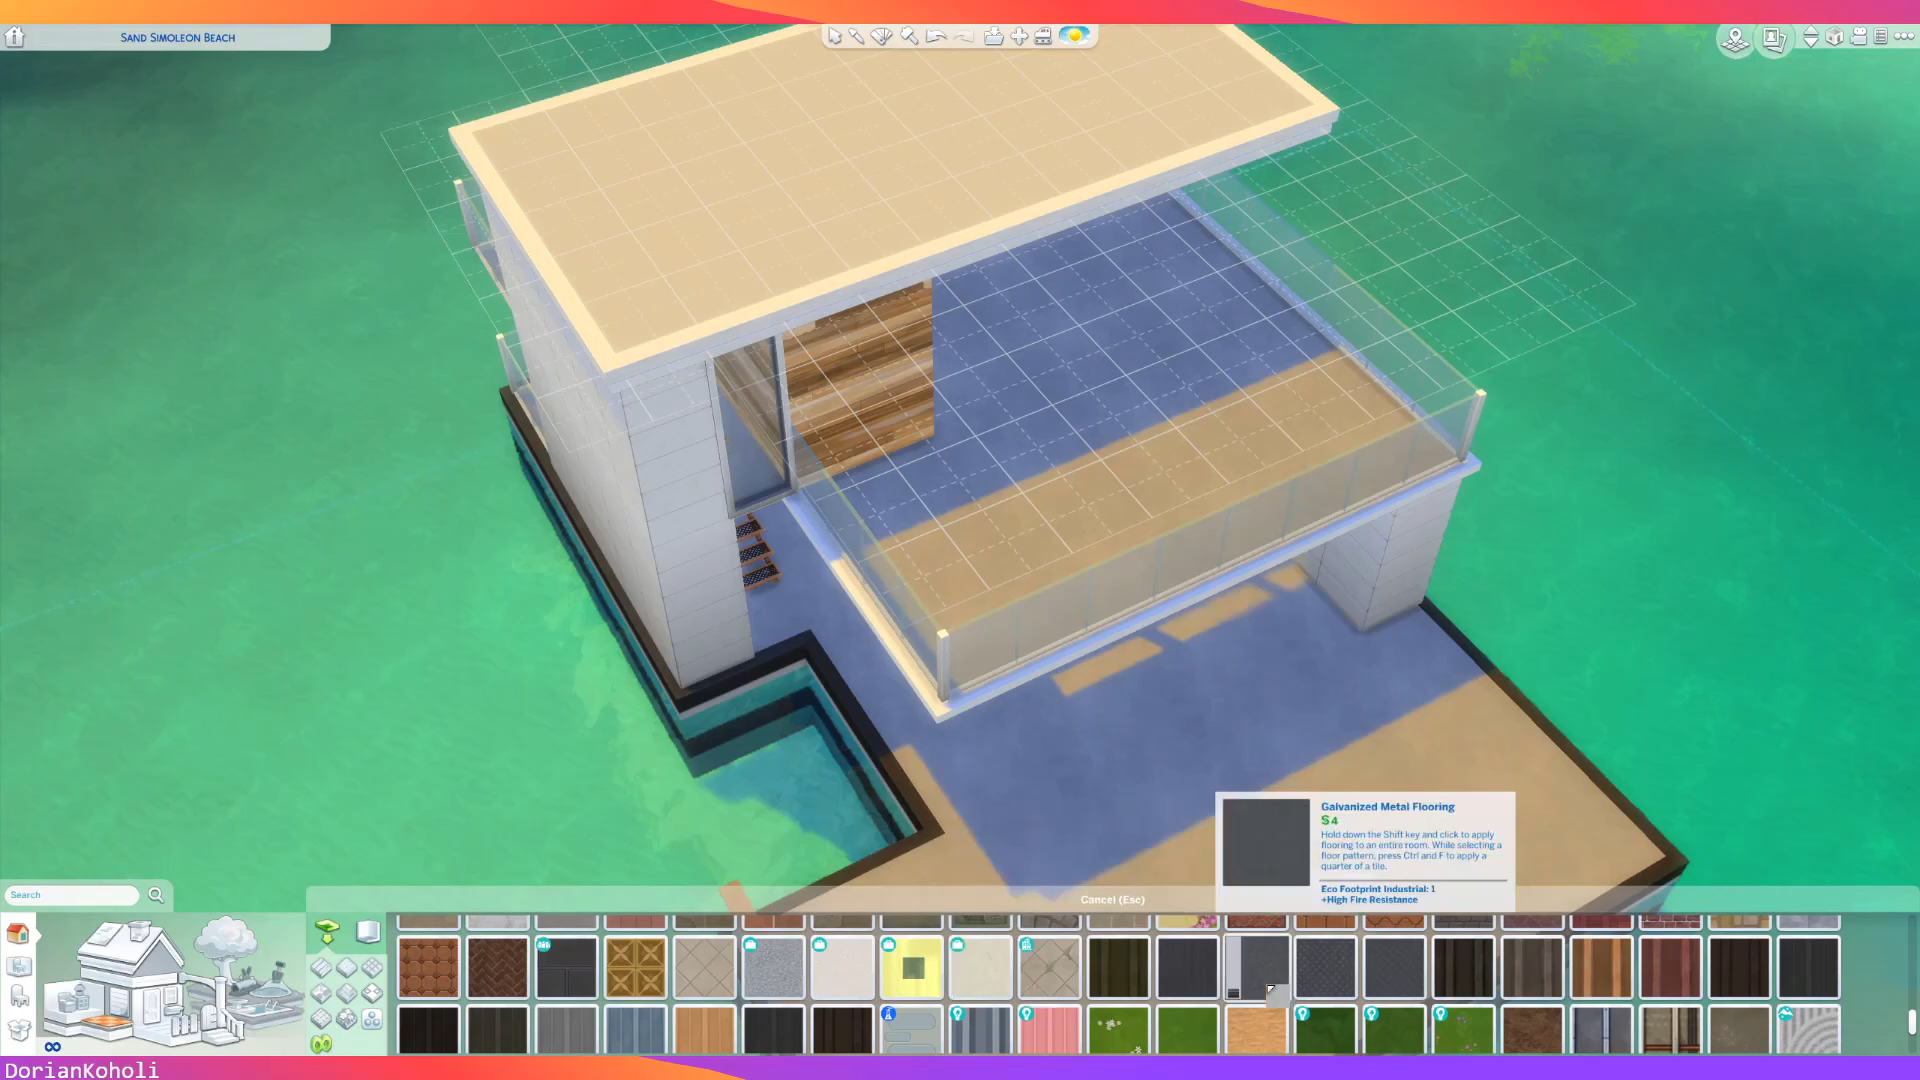 SAND SIMOLEON BEACH
Galvanized Metal Flooring
§4
Hold down the Shift key and click to apply
flooring to an entire room. While selecting a
floor pattern, press Ctrl and F to apply a
quarter of a tile.
Eco Footprint Industrial: 1
+High Fire Resistance
Search
Cancel (Esc)
DorianKoholi